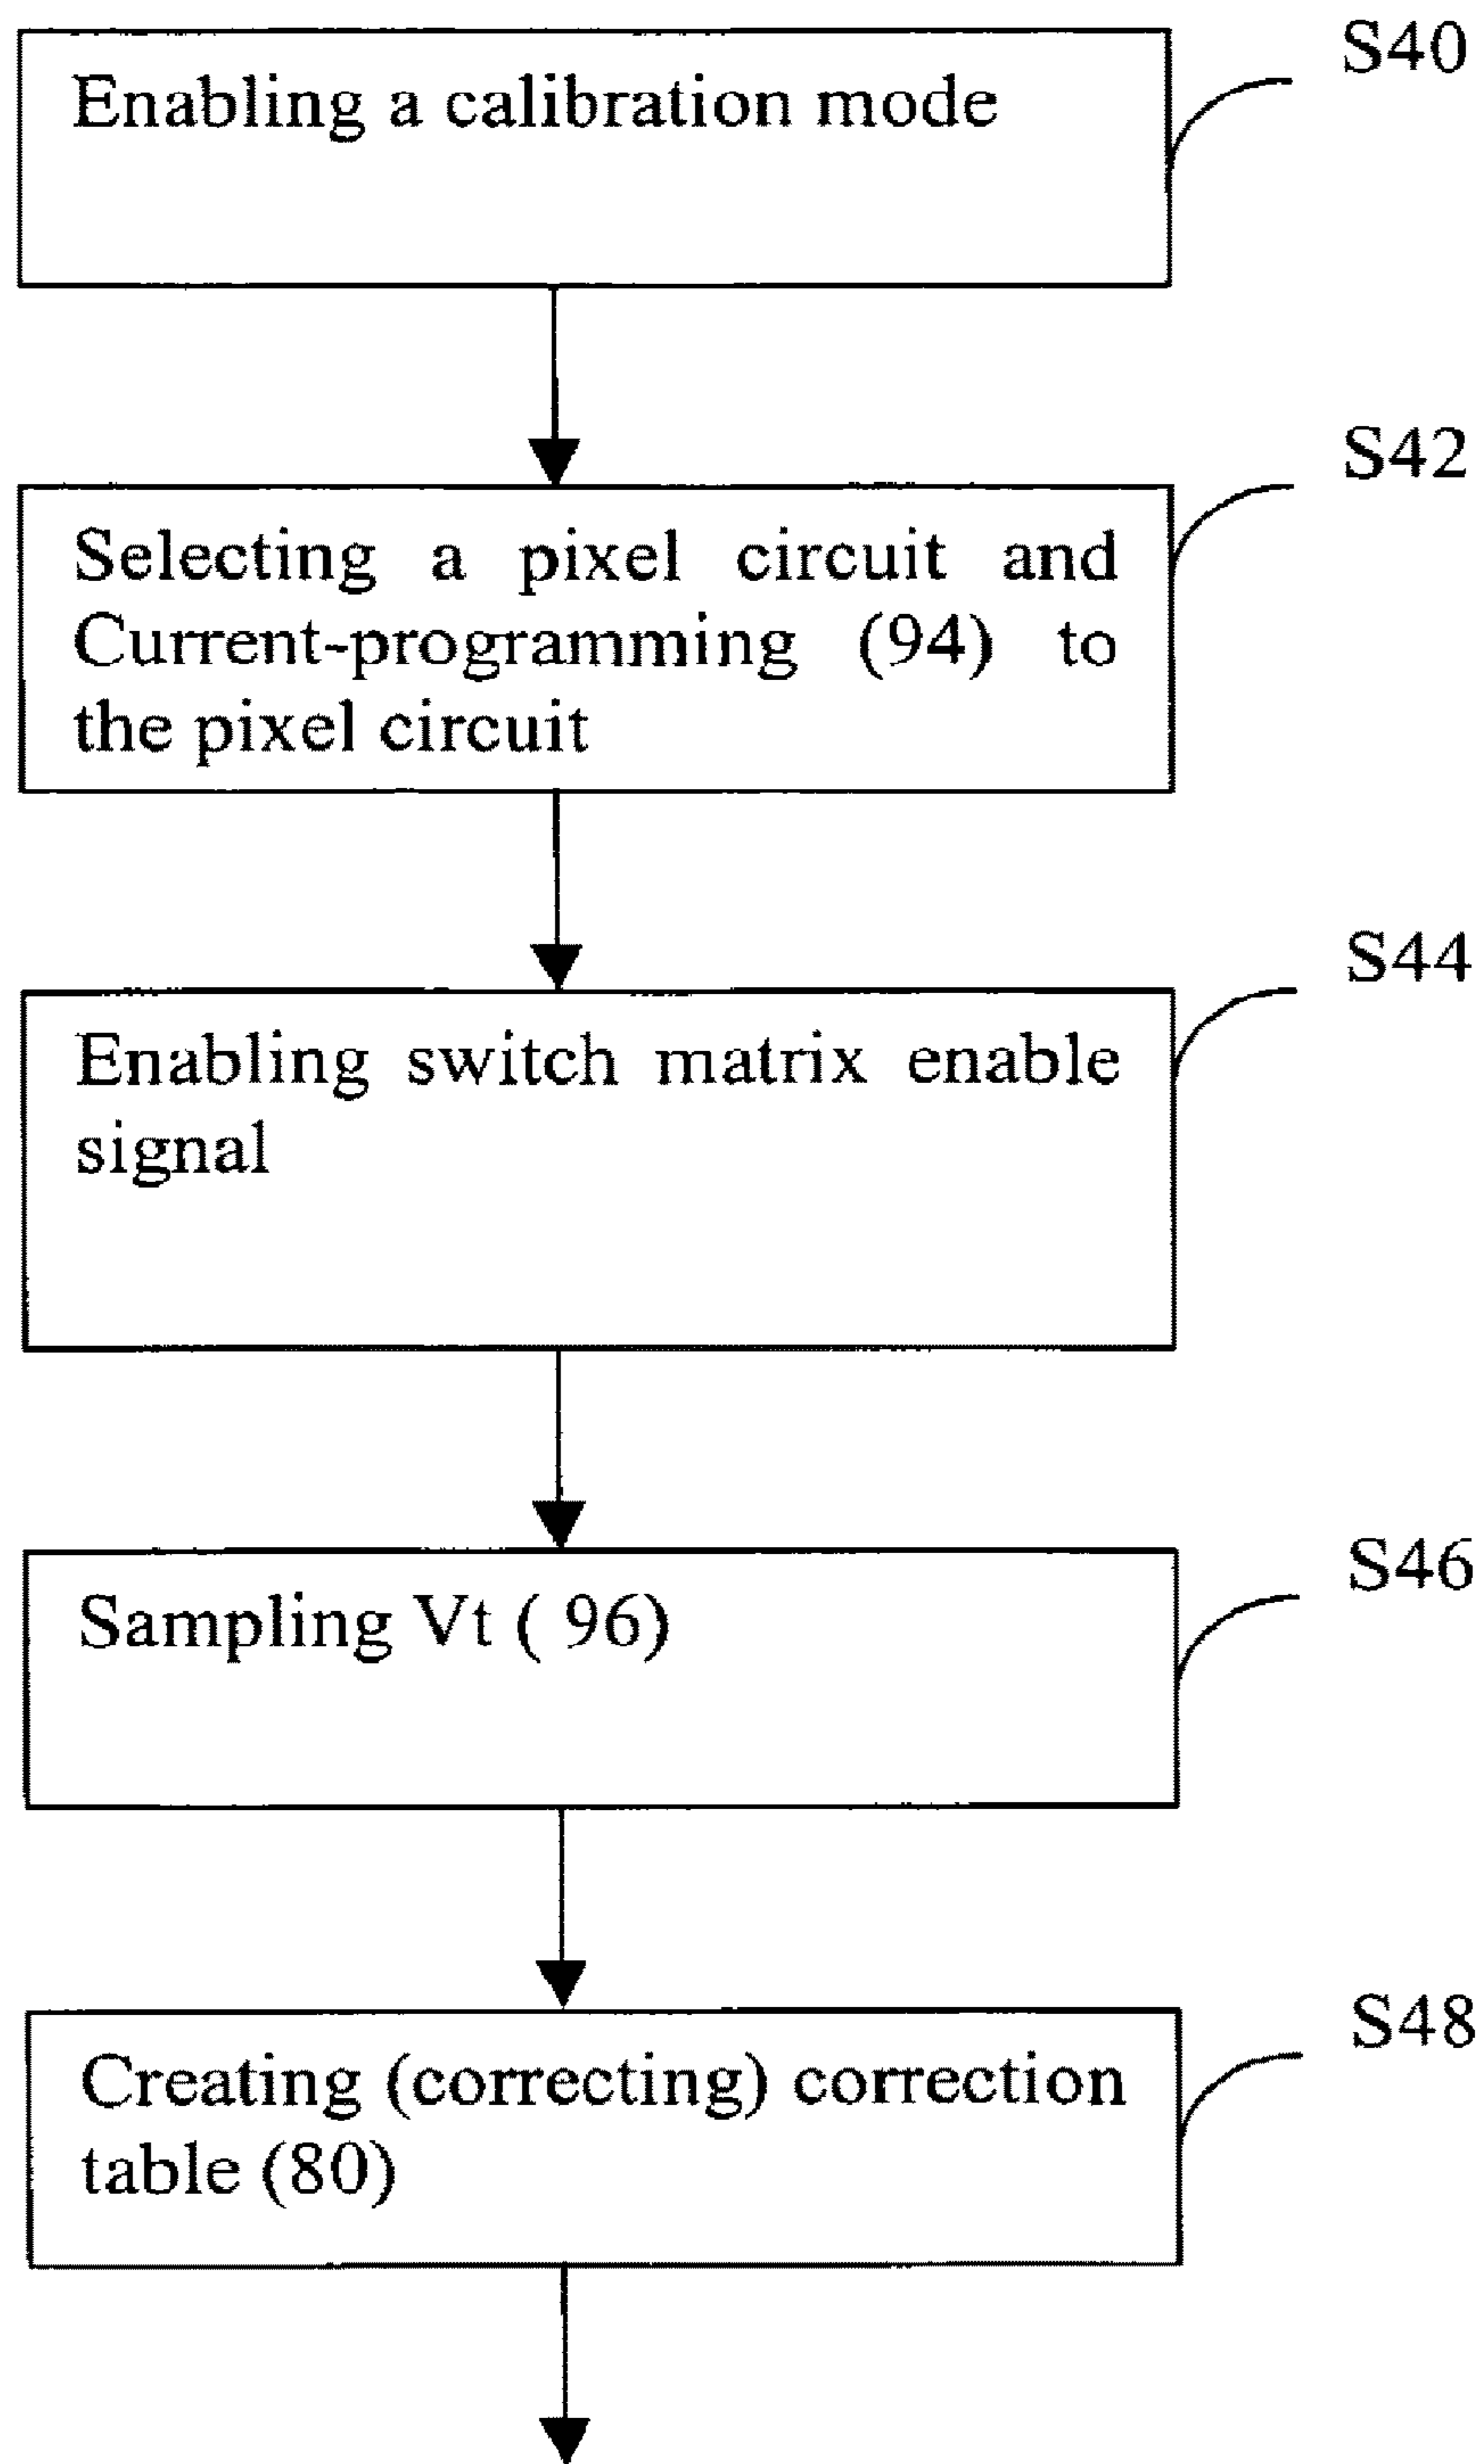 S40
Enabling a calibration mode
S42
Selecting a pixel circuit and
Current-programming (94) to
the pixel circuit
S44
Enabling switch matrix enable
signal
S46
Sampling Vt ( 96)
S48
Creating (correcting) correction
table (80)